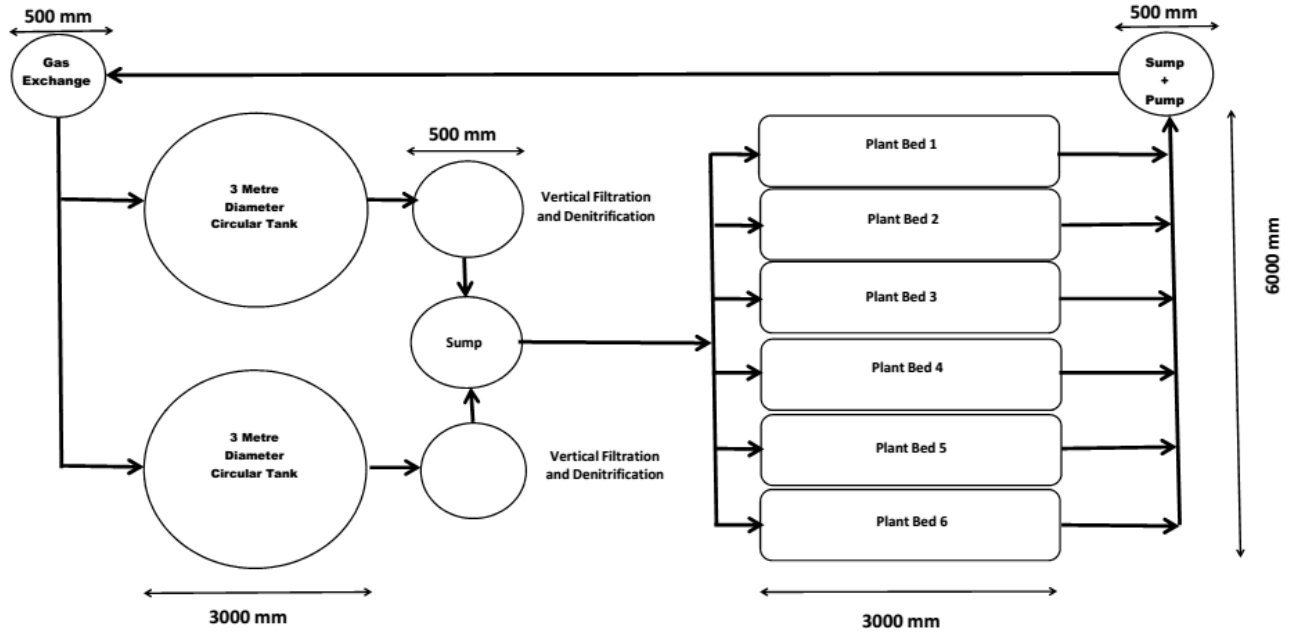 500 mm
500 mm
Gas
Exchange
Sump
+
Pump
500 mm
3 Metre
Diameter
Circular Tank
Vertical Filtration
and Denitrification
Sump
3 Metre
Diameter
Circular Tank
Vertical Filtration
and Denitrification
Plant Bed 1
Plant Bed 2
Plant Bed 3
Plant Bed 4
Plant Bed 5
Plant Bed 6
6000 mm
3000 mm
3000 mm